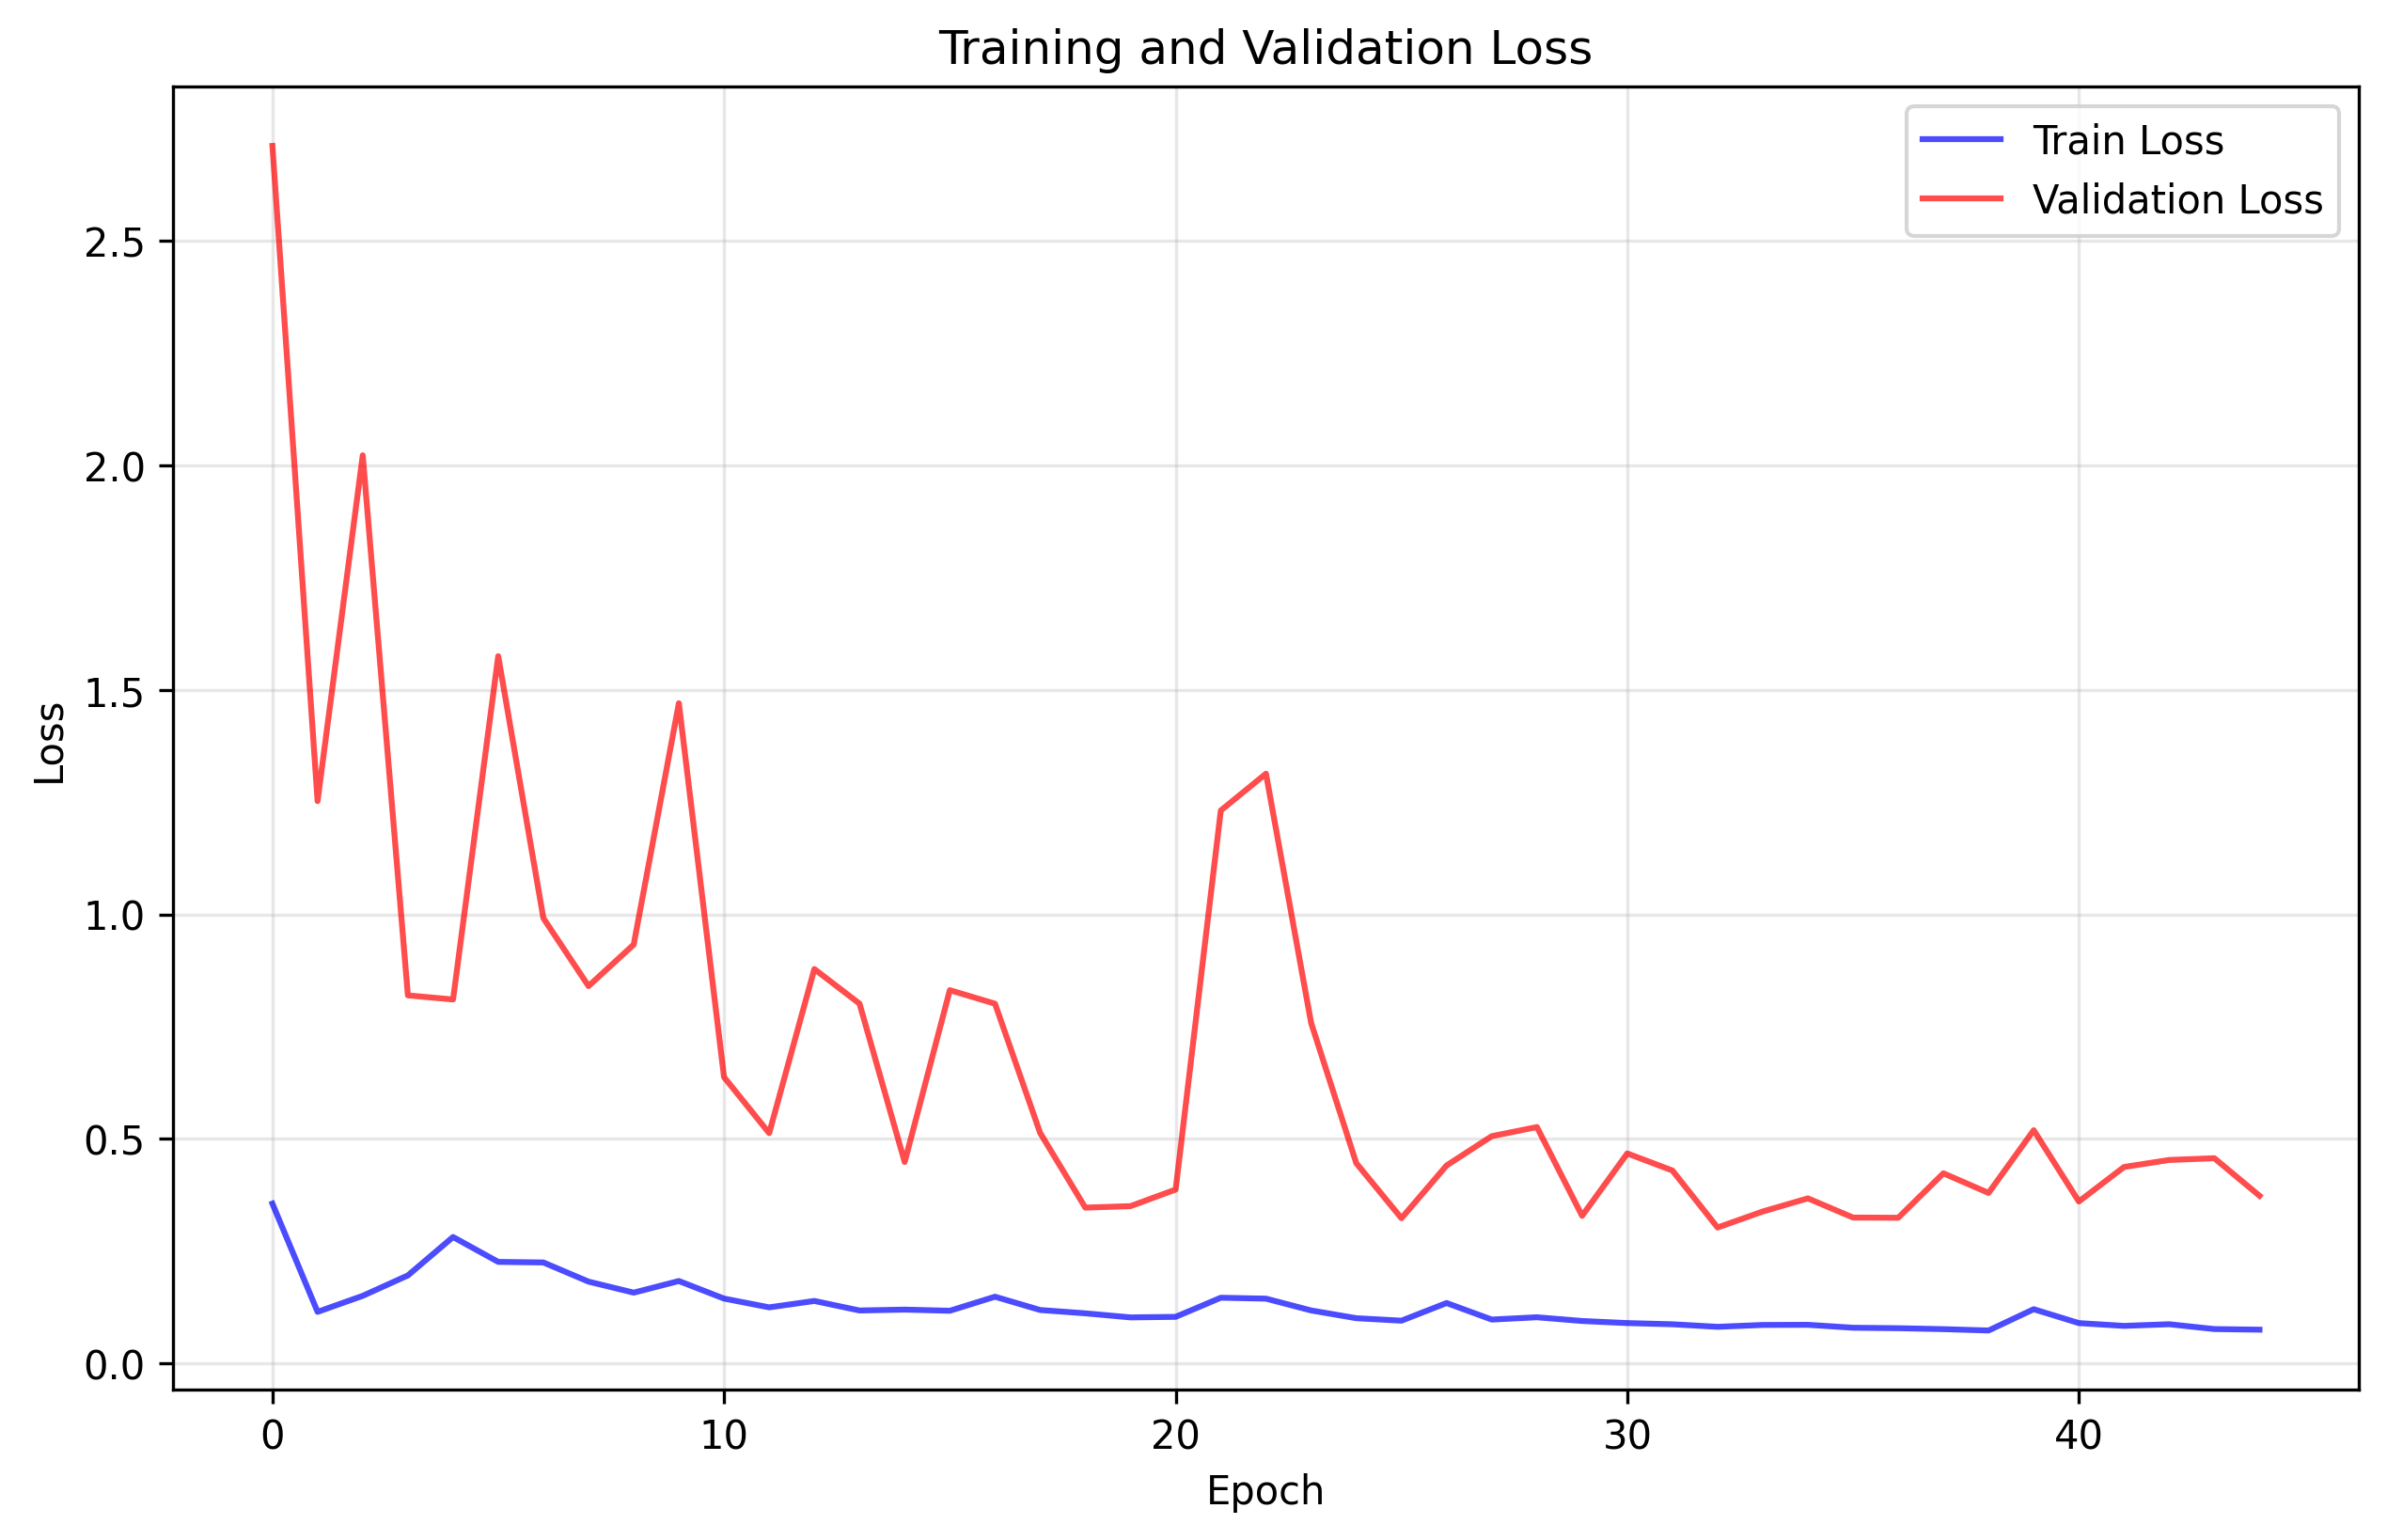 Training and Validation Loss
Train Loss
Validation Loss
2.5
2.0
1.5
1.0
0.5
0.0
Loss
0 10 20 30 40
Epoch